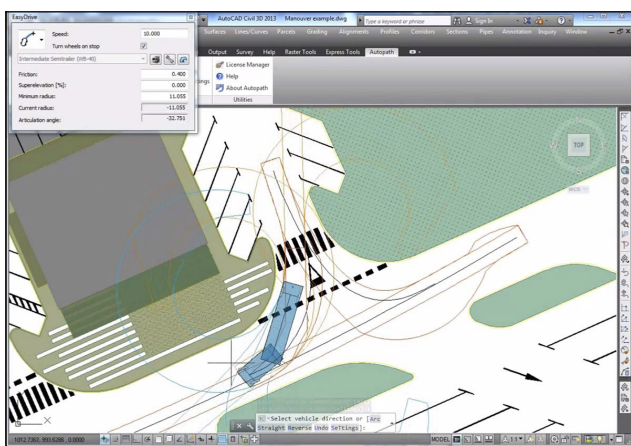 EasyDrive
AutoCAD Civil 3D 2013 Manouver example.dwg
Type a keyword or phrase
Sign In
Surfaces Lines/Curves Parcels Grading Alignments Profiles Corridors Sections Pipes Annotation Inquiry Window
Output Survey Help Raster Tools Express Tools Autopath
Speed: 10.000
Turn wheels on stop
Intermediate Semitrailer (WB-40)
Friction: 0.400
Superelevation [%]: 0.000
Minimum radius: 11.055
Current radius: -11.055
Articulation angle: -32.751
License Manager
Help
About Autopath
Utilities
TOP
WCS
X
Select vehicle direction or [Arc
Straight Reverse Undo Settings]:
MODEL
1:1